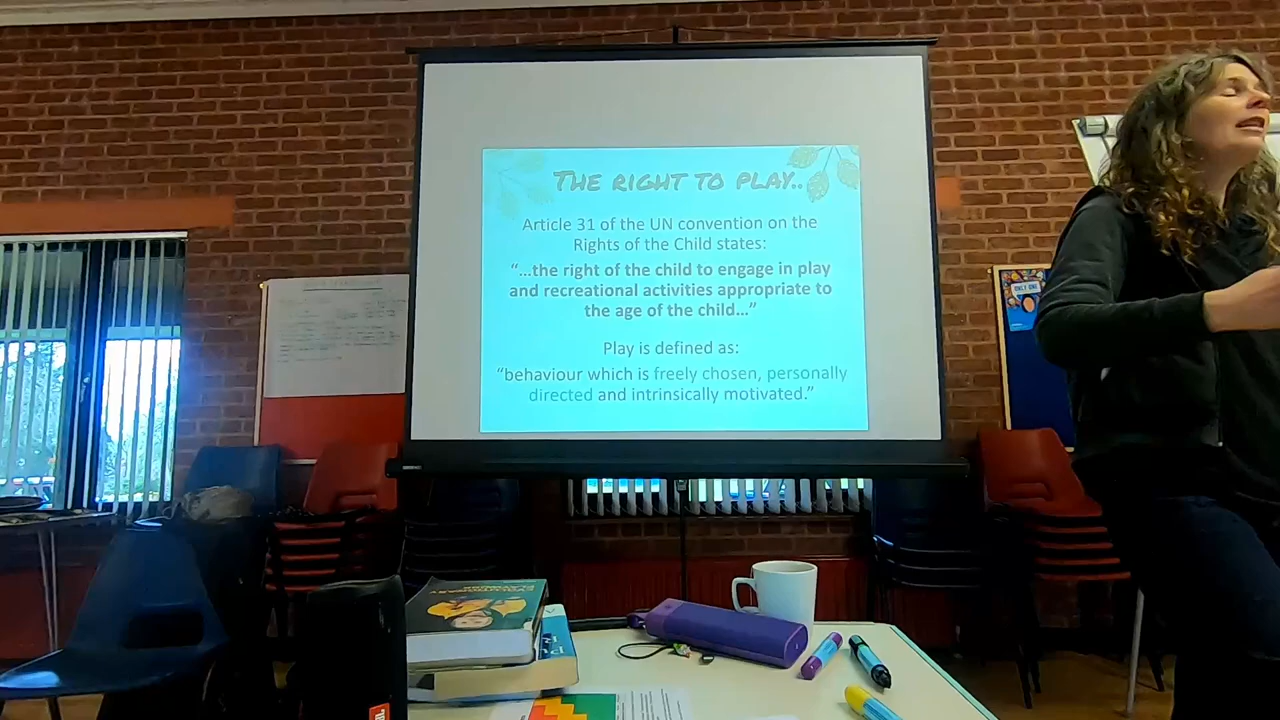 THE RIGHT TO PLAY..
Article 31 of the UN convention on the
Rights of the Child states:
“...the right of the child to engage in play
and recreational activities appropriate to
the age of the child...”
Play is defined as:
“behaviour which is freely chosen, personally
directed and intrinsically motivated.”
ONLY ONE